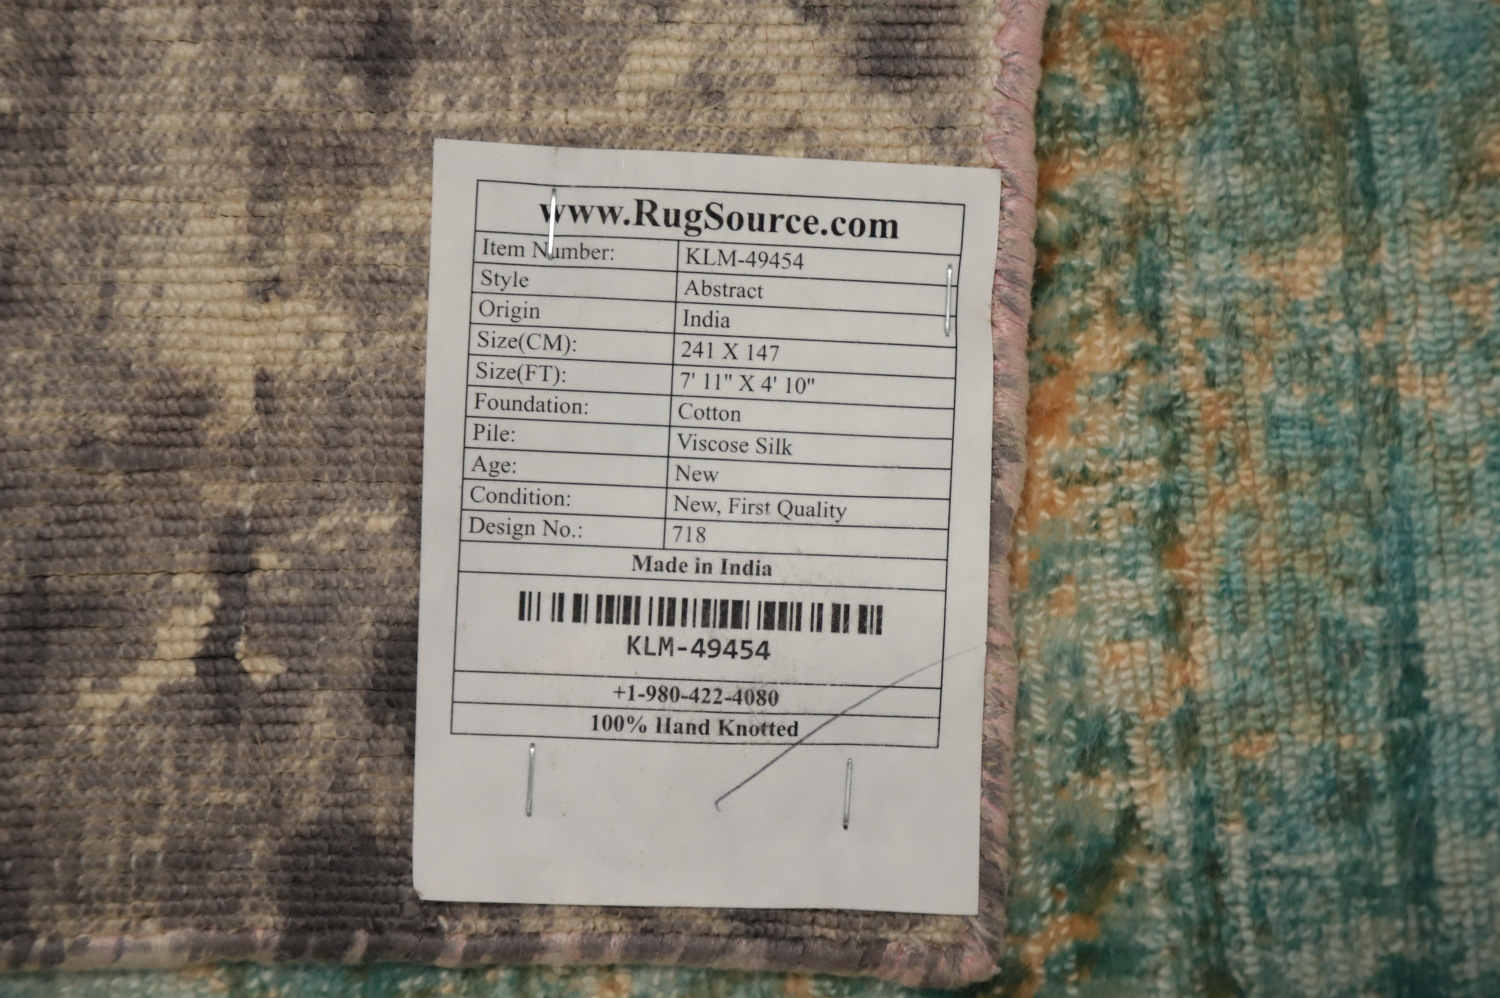 www.RugSource.com
Item Number: KLM-49454
Style Abstract
Origin India
Size(CM): 241 X 147
Size(FT): 7' 11" X 4' 10"
Foundation: Cotton
Pile: Viscose Silk
Age: New
Condition: New, First Quality
Design No.: 718
Made in India
KLM-49454
+1-980-422-4080
100% Hand Knotted